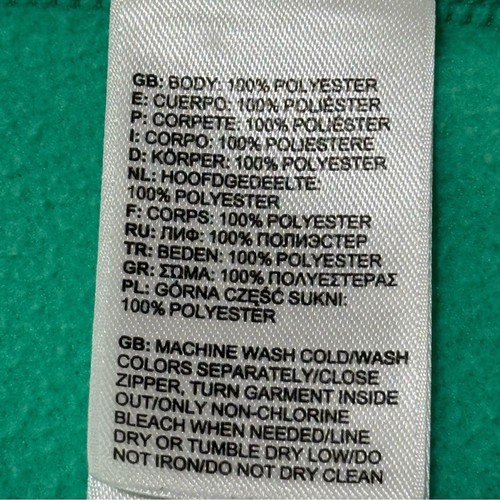 GB: BODY: 100% POLYESTER
E: CUERPO: 100% POLIÉSTER
P: CORPETE: 100% POLIÉSTER
I: CORPO: 100% POLIESTERE
D: KÖRPER: 100% POLYESTER
NL: HOOFDGEDEELTE:
100% POLYESTER
F: CORPS: 100% POLYESTER
RU: ЛИФ: 100% ПОЛИЭСТЕР
TR: BEDEN: 100% POLYESTER
GR: ΣΩΜΑ: 100% ΠΟΛΥΕΣΤΕΡΑΣ
PL: GÓRNA CZĘŚĆ SUKNI:
100% POLYESTER
GB: MACHINE WASH COLD/WASH
COLORS SEPARATELY/CLOSE
ZIPPER, TURN GARMENT INSIDE
OUT/ONLY NON-CHLORINE
BLEACH WHEN NEEDED/LINE
DRY OR TUMBLE DRY LOW/DO
NOT IRON/DO NOT DRY CLEAN